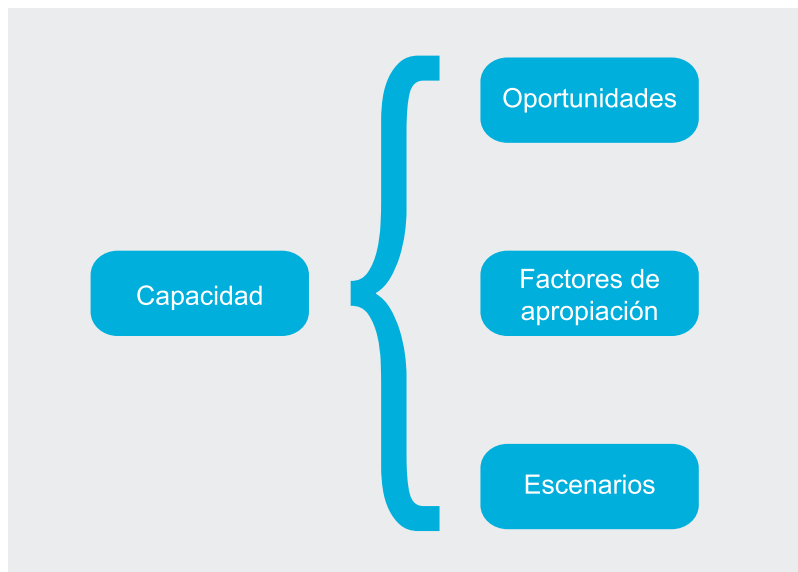 Oportunidades
Capacidad
Factores de
apropiación
Escenarios